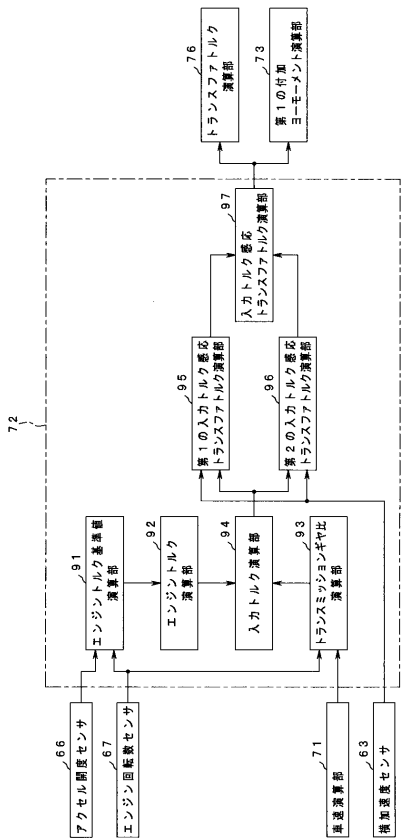 72
66
アクセル開度センサ
67
エンジン回転数センサ
71
車速演算部
63
横加速度センサ
91
エンジントルク基準値
演算部
92
エンジントルク
演算部
94
入力トルク演算部
93
トランスミッションギヤ比
演算部
95
第1の入力トルク感応
トランスファトルク演算部
96
第2の入力トルク感応
トランスファトルク演算部
97
入力トルク感応
トランスファトルク演算部
76
トランスファトルク
演算部
73
第1の付加
ヨーモーメント演算部